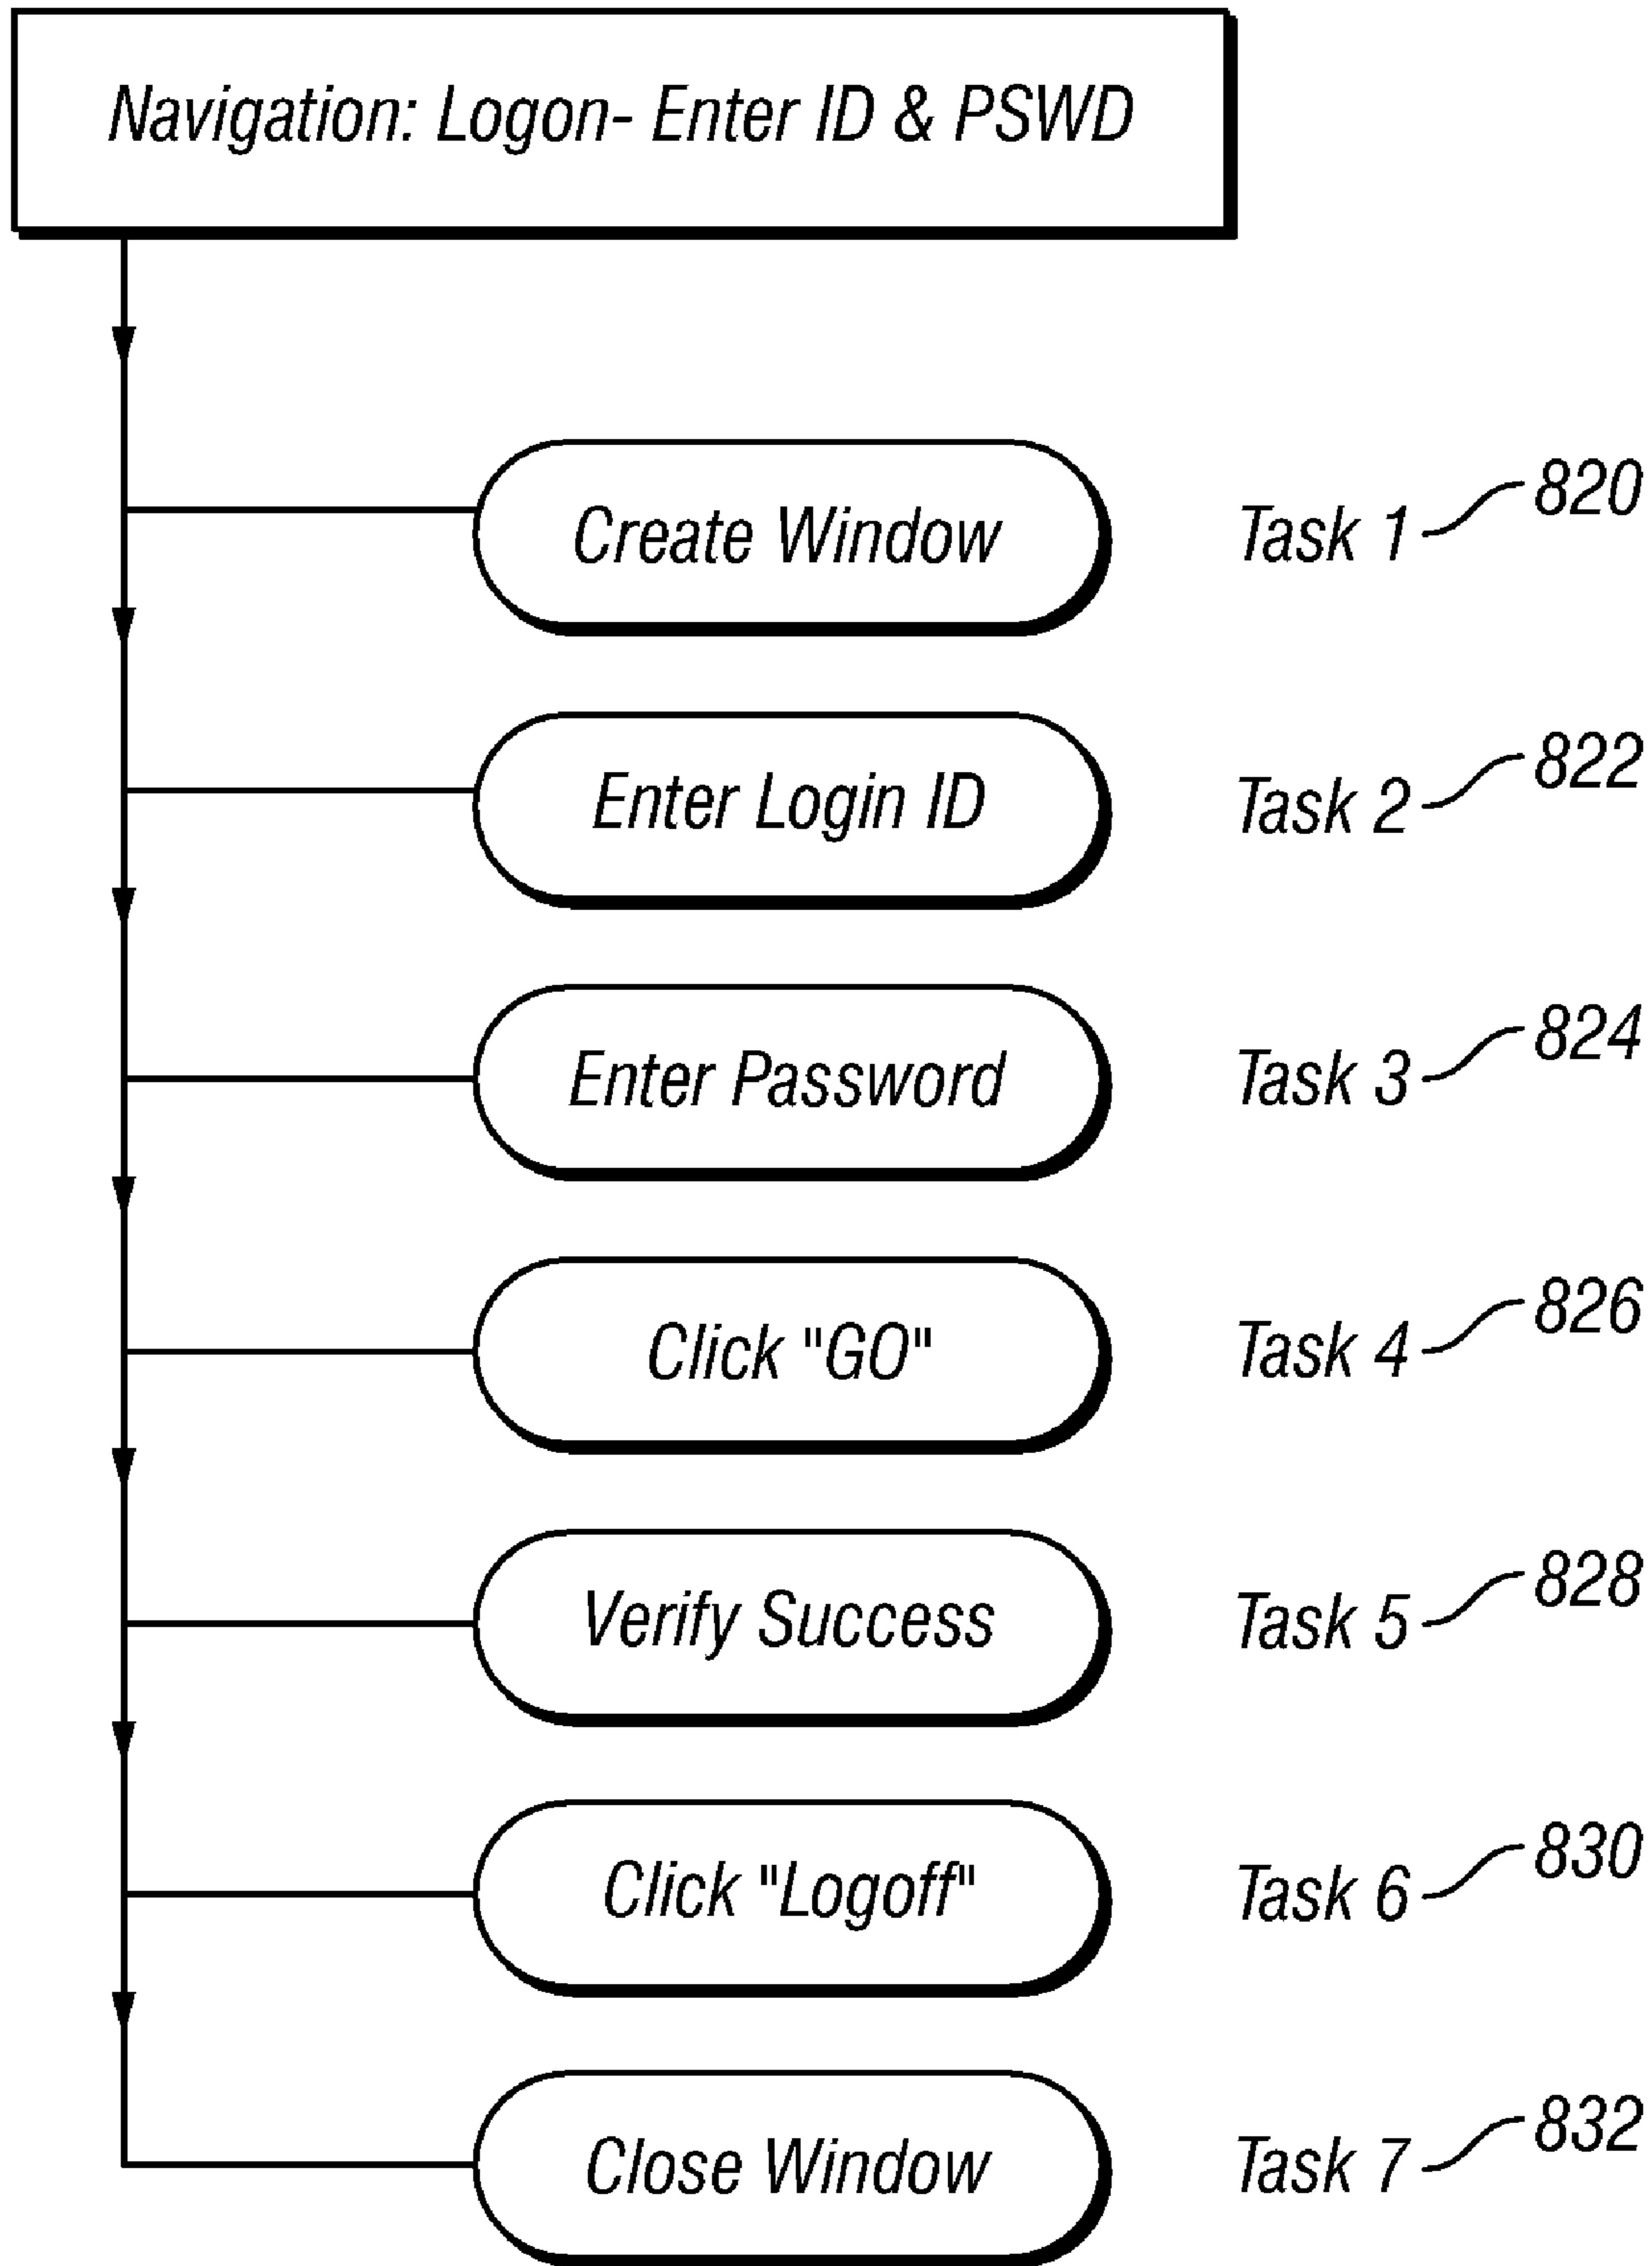 Navigation: Logon- Enter ID & PSWD
Create Window Task 1 820
Enter Login ID Task 2 822
Enter Password Task 3 824
Click "GO" Task 4 826
Verify Success Task 5 828
Click "Logoff" Task 6 830
Close Window Task 7 832